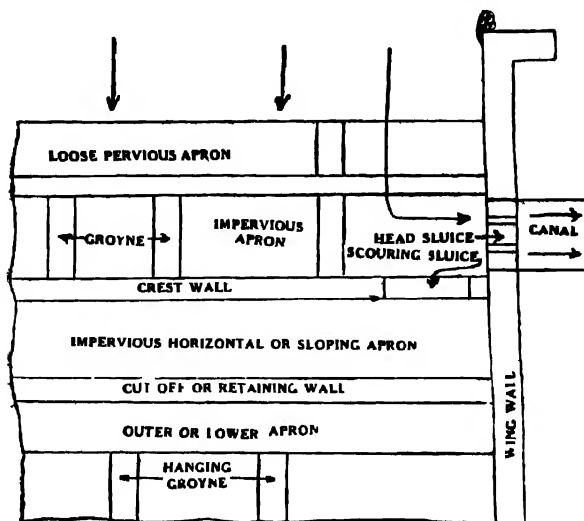 LOOSE PERVIOUS APRON
GROYNE
IMPERVIOUS
APRON
HEAD SLUICE
SCOURING SLUICE
CANAL
CREST WALL
IMPERVIOUS HORIZONTAL OR SLOPING APRON
CUT OFF OR RETAINING WALL
OUTER OR LOWER APRON
WING WALL
HANGING
GROYNE